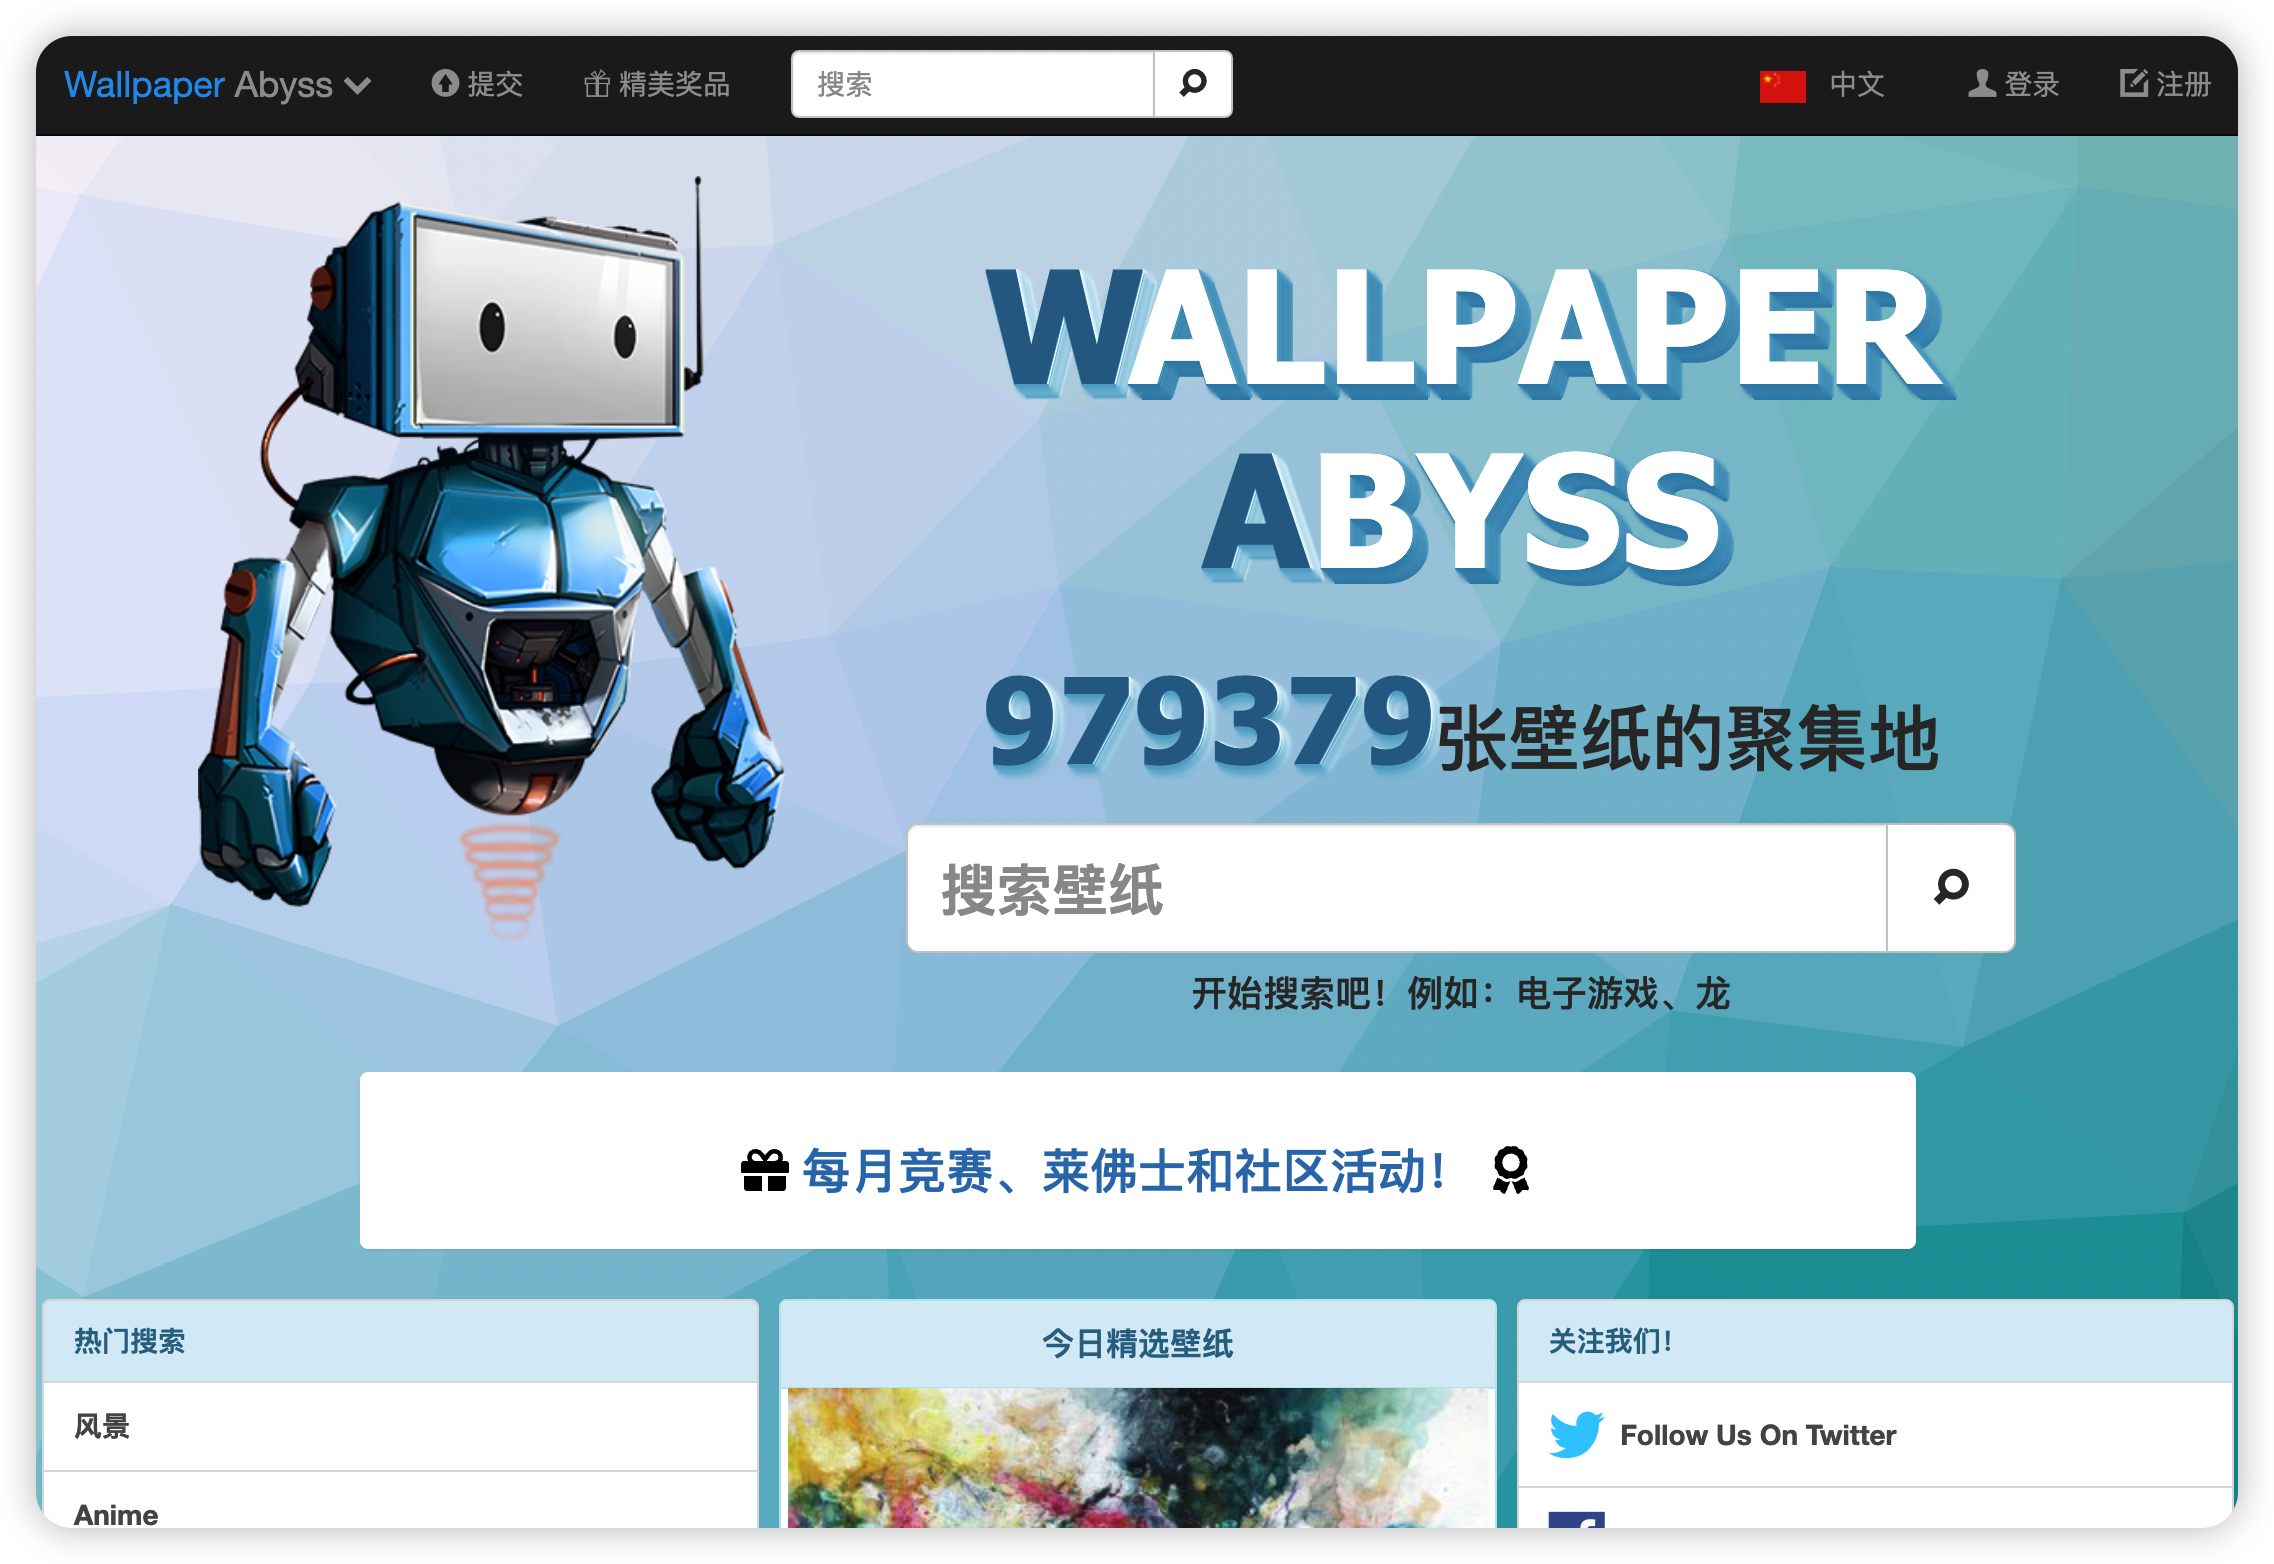 Wallpaper Abyss 提交 精美奖品 搜索 中文 登录 注册
WALLPAPER
ABYSS
979379张壁纸的聚集地
搜索壁纸
开始搜索吧！例如：电子游戏、龙
每月竞赛、莱佛士和社区活动！
热门搜索
风景
Anime
今日精选壁纸
关注我们！
Follow Us On Twitter